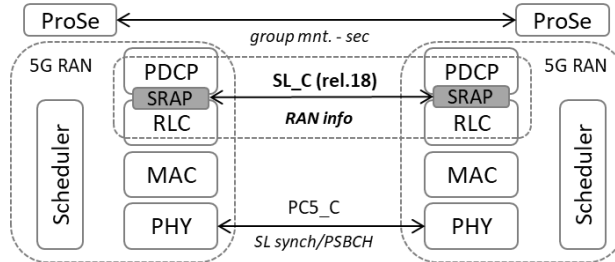 ProSe
ProSe
group mnt. - sec
5G RAN
PDCP
SL_C (rel.18)
PDCP
5G RAN
SRAP
SRAP
RLC
RAN info
RLC
Scheduler
MAC
MAC
Scheduler
PC5_C
PHY
PHY
SL synch/PSBCH